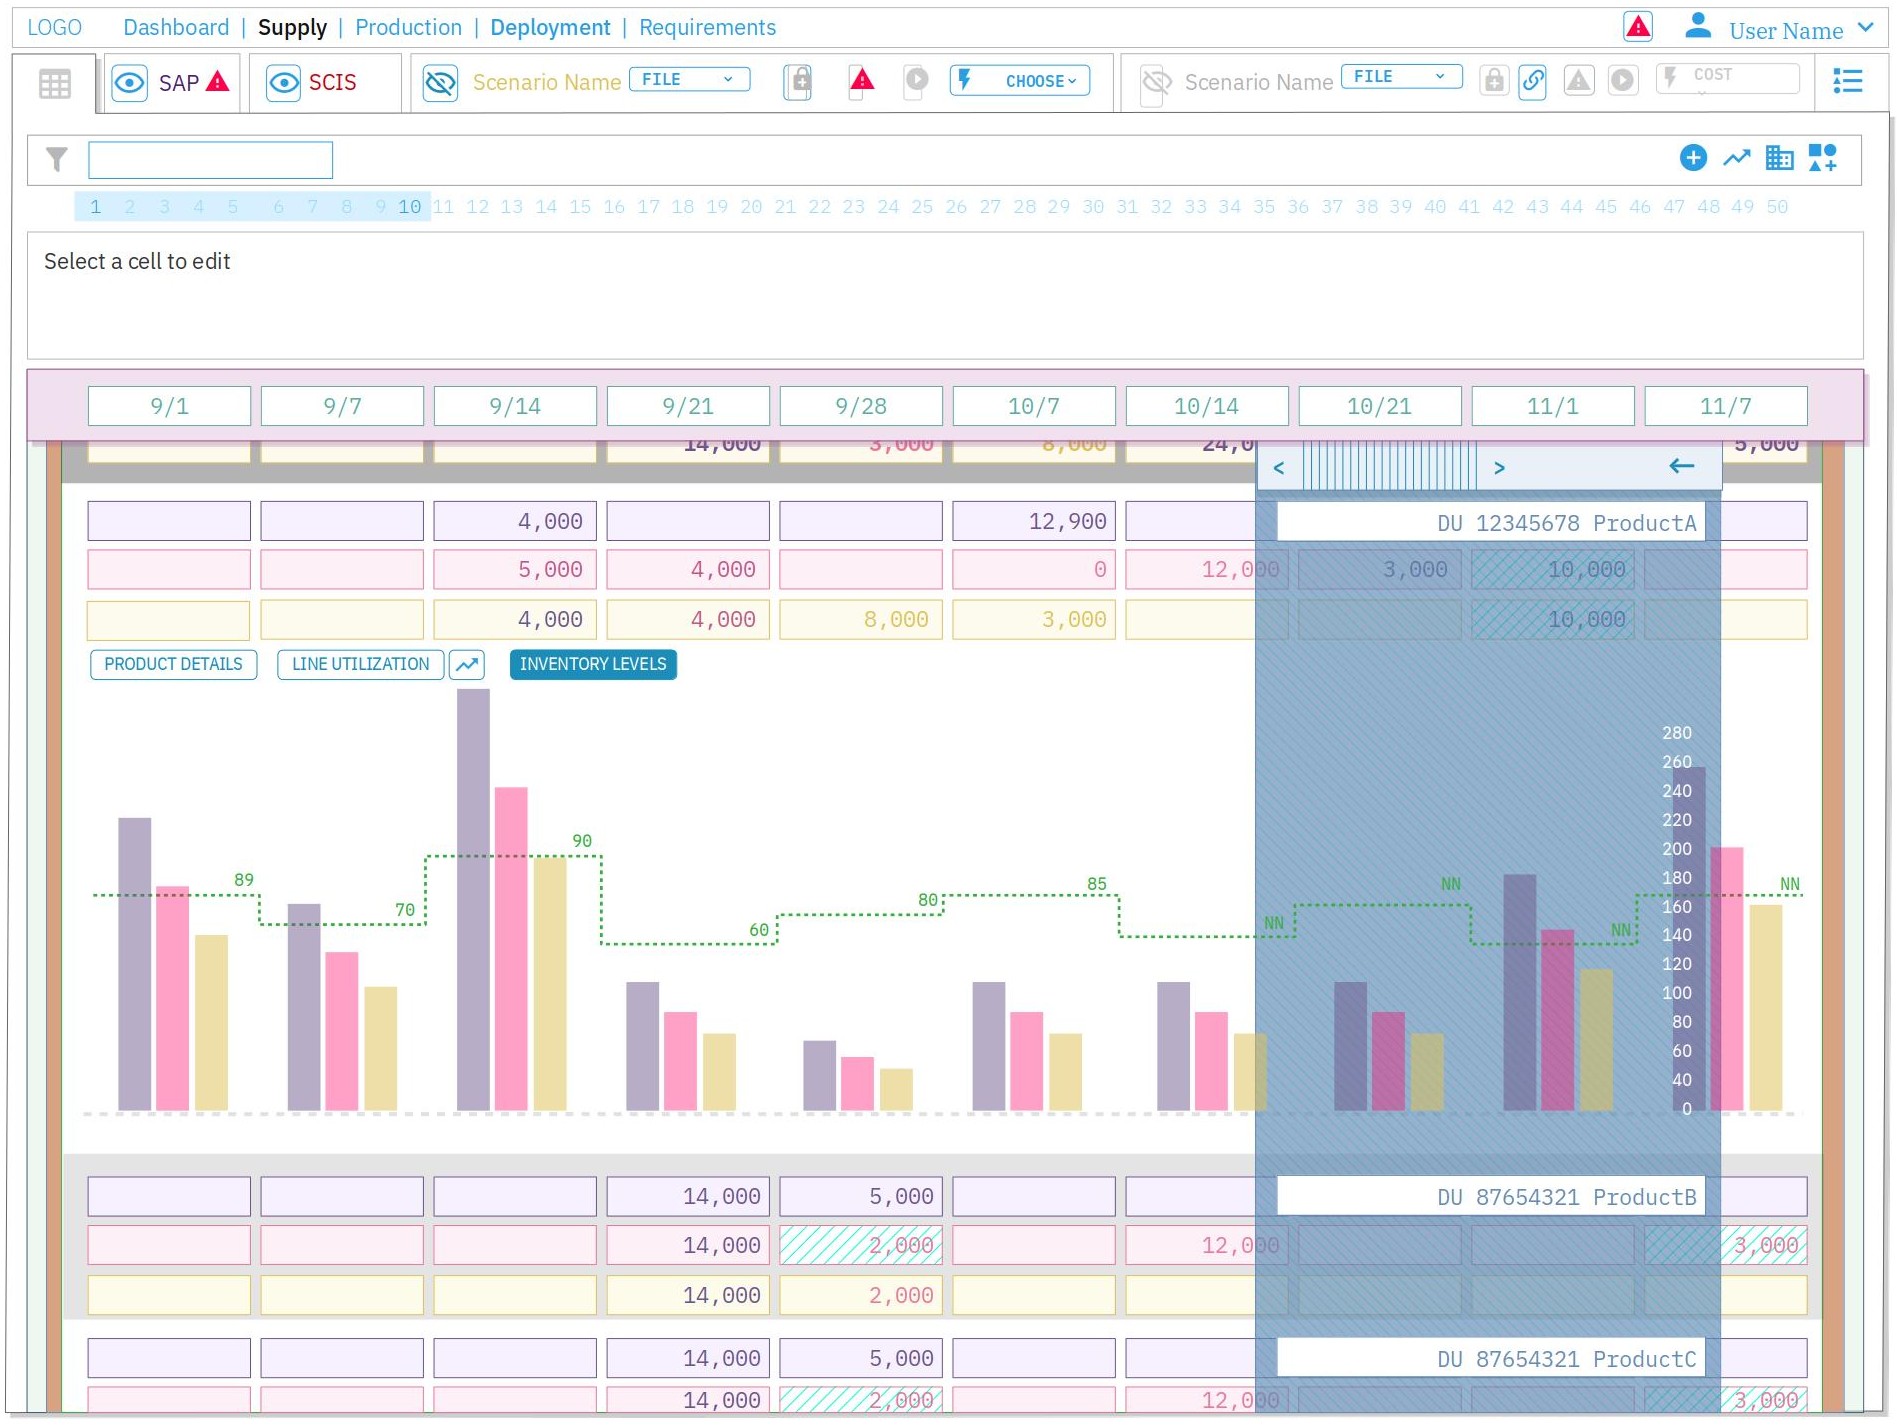 LOGO Dashboard | Supply | Production | Deployment | Requirements User Name
SAP SCIS Scenario Name FILE CHOOSE Scenario Name FILE COST
1 2 3 4 5 6 7 8 9 10 11 12 13 14 15 16 17 18 19 20 21 22 23 24 25 26 27 28 29 30 31 32 33 34 35 36 37 38 39 40 41 42 43 44 45 46 47 48 49 50
Select a cell to edit
9/1 9/7 9/14 9/21 9/28 10/7 10/14 10/21 11/1 11/7
14,000 3,000 8,000 24,0 5,000
< >
4,000 12,900 DU 12345678 ProductA
5,000 4,000 0 12,000 3,000 10,000
4,000 4,000 8,000 3,000 10,000
PRODUCT DETAILS LINE UTILIZATION INVENTORY LEVELS
280
260
240
220
200
180
160
140
120
100
80
60
40
0
89 70 90 60 80 85 NN NN NN NN
14,000 5,000 DU 87654321 ProductB
14,000 2,000 12,000 3,000
14,000 2,000
14,000 5,000 DU 87654321 ProductC
14,000 2,000 12,000 3,000